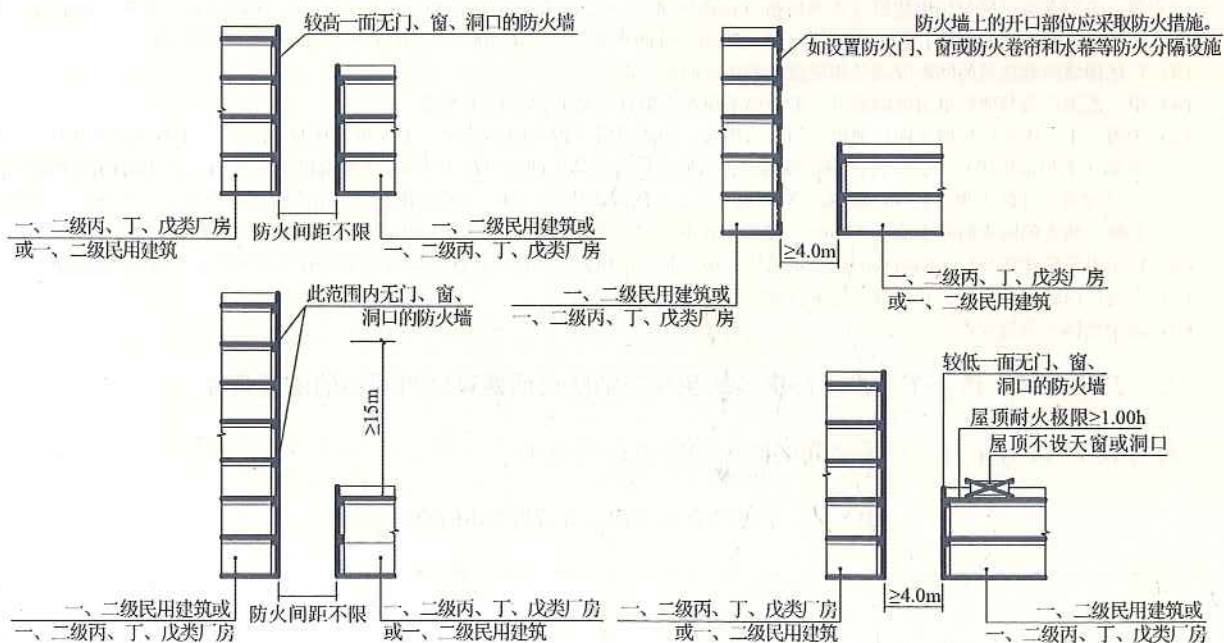 较高一面无门、窗、洞口的防火墙
一、二级丙、丁、戊类厂房
或一、二级民用建筑
防火间距不限
一、二级民用建筑或
一、二级丙、丁、戊类厂房
防火墙上的开口部位应采取防火措施。
如设置防火门、窗或防火卷帘和水幕等防火分隔设施
≥4.0m
一、二级民用建筑或
一、二级丙、丁、戊类厂房
一、二级丙、丁、戊类厂房
或一、二级民用建筑
此范围内无门、窗、
洞口的防火墙
≥15m
一、二级民用建筑或
一、二级丙、丁、戊类厂房
防火间距不限
一、二级丙、丁、戊类厂房
或一、二级民用建筑
较低一面无门、窗、
洞口的防火墙
屋顶耐火极限≥1.00h
屋顶不设天窗或洞口
≥4.0m
一、二级丙、丁、戊类厂房
或一、二级民用建筑
一、二级民用建筑或
一、二级丙、丁、戊类厂房